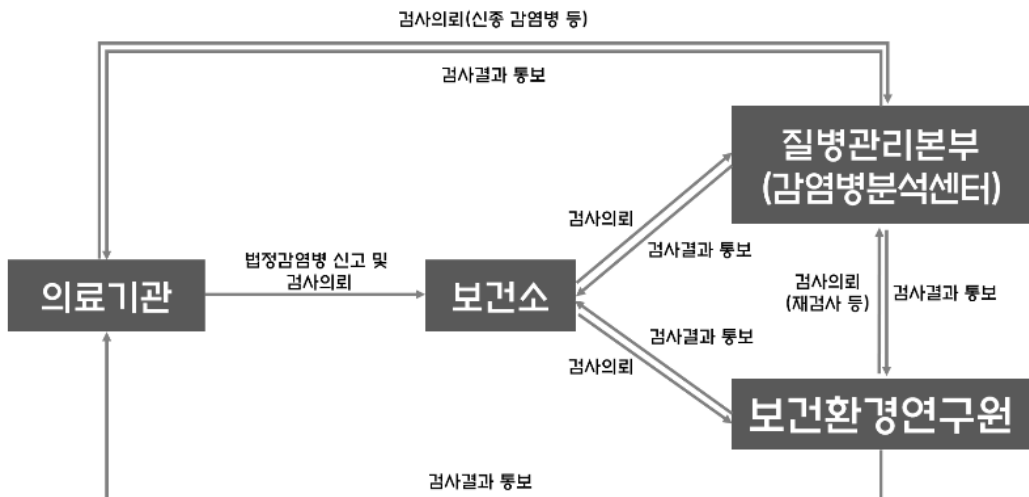 검사의뢰(신종 감염병 등)
검사결과 통보
질병관리본부
(감염병분석센터)
검사의뢰
검사결과 통보
법정감염병 신고 및
검사의뢰
의료기관
보건소
검사의뢰
(재검사 등)
검사결과 통보
검사결과 통보
검사의뢰
보건환경연구원
검사결과 통보